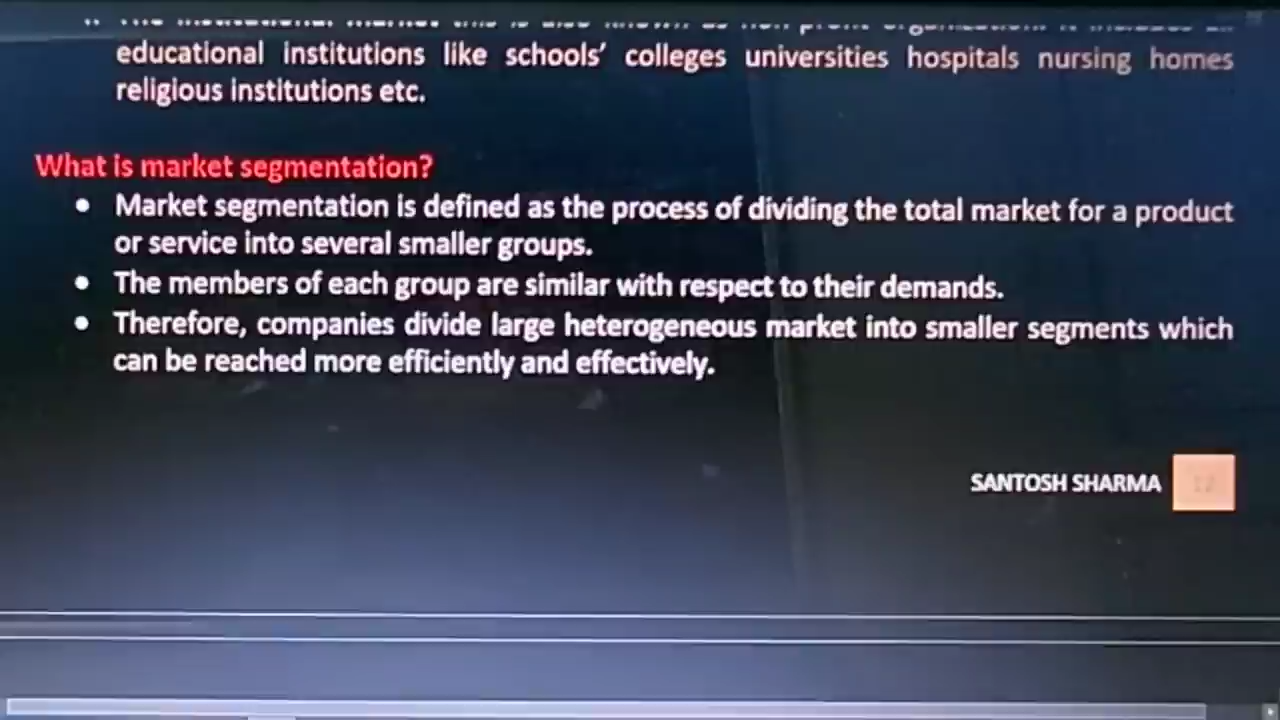 educational institutions like schools’ colleges universities hospitals nursing homes
religious institutions etc.
What is market segmentation?
• Market segmentation is defined as the process of dividing the total market for a product
or service into several smaller groups.
• The members of each group are similar with respect to their demands.
• Therefore, companies divide large heterogeneous market into smaller segments which
can be reached more efficiently and effectively.
SANTOSH SHARMA